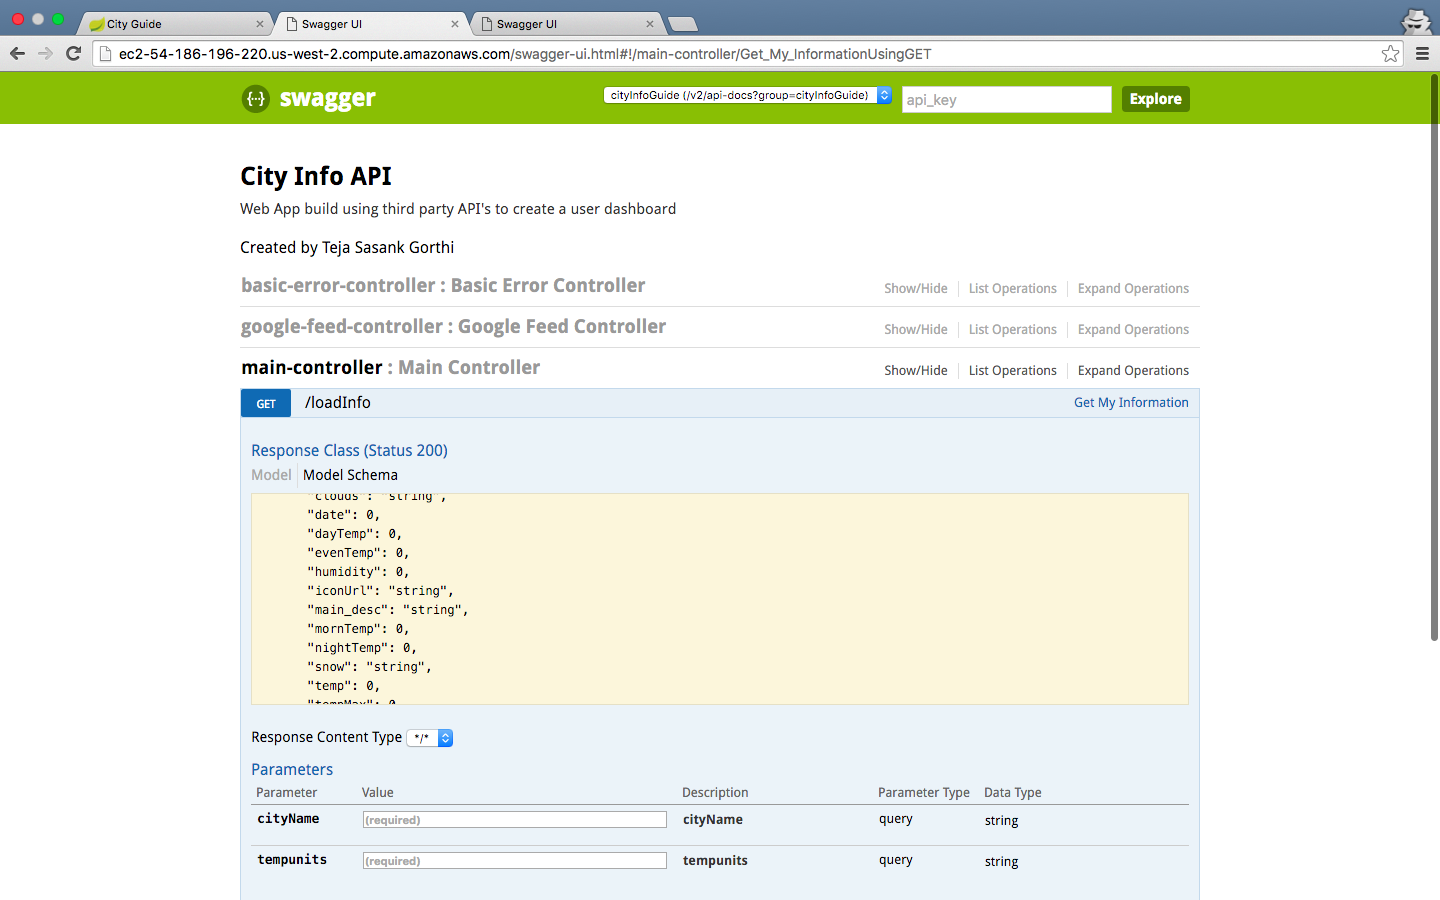 City Guide
Swagger UI
Swagger UI
ec2-54-186-196-220.us-west-2.compute.amazonaws.com/swagger-ui.html#!/main-controller/Get_My_InformationUsingGET
{··} swagger
cityInfoGuide (/v2/api-docs?group=cityInfoGuide)
api_key
Explore
City Info API
Web App build using third party API's to create a user dashboard
Created by Teja Sasank Gorthi
basic-error-controller : Basic Error Controller Show/Hide List Operations Expand Operations
google-feed-controller : Google Feed Controller Show/Hide List Operations Expand Operations
main-controller : Main Controller Show/Hide List Operations Expand Operations
GET /loadInfo Get My Information
Response Class (Status 200)
Model Model Schema
"clouds": "string",
"date": 0,
"dayTemp": 0,
"evenTemp": 0,
"humidity": 0,
"iconUrl": "string",
"main_desc": "string",
"mornTemp": 0,
"nightTemp": 0,
"snow": "string",
"temp": 0,
"tempMax": 0
Response Content Type */*
Parameters
Parameter Value Description Parameter Type Data Type
cityName (required) cityName query string
tempunits (required) tempunits query string